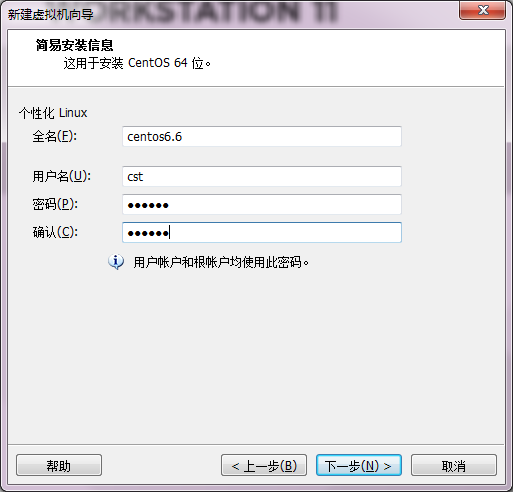 WORKSTATION 11
新建虚拟机向导
简易安装信息
这用于安装 CentOS 64 位。
个性化 Linux
全名(F):
centos6.6
用户名(U):
cst
密码(P):
●●●●●●
确认(C):
●●●●●●
用户帐户和根帐户均使用此密码。
帮助
< 上一步(B)
下一步(N) >
取消